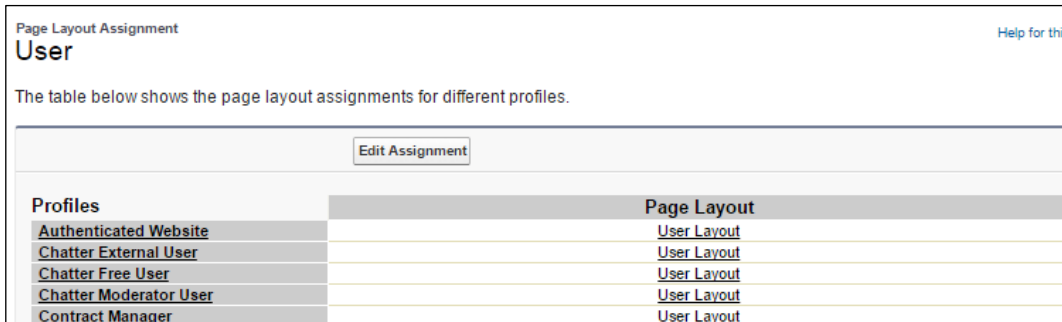 Page Layout Assignment
User
Help for thi
The table below shows the page layout assignments for different profiles.
Edit Assignment
Profiles Page Layout
Authenticated Website User Layout
Chatter External User User Layout
Chatter Free User User Layout
Chatter Moderator User User Layout
Contract Manager User Layout